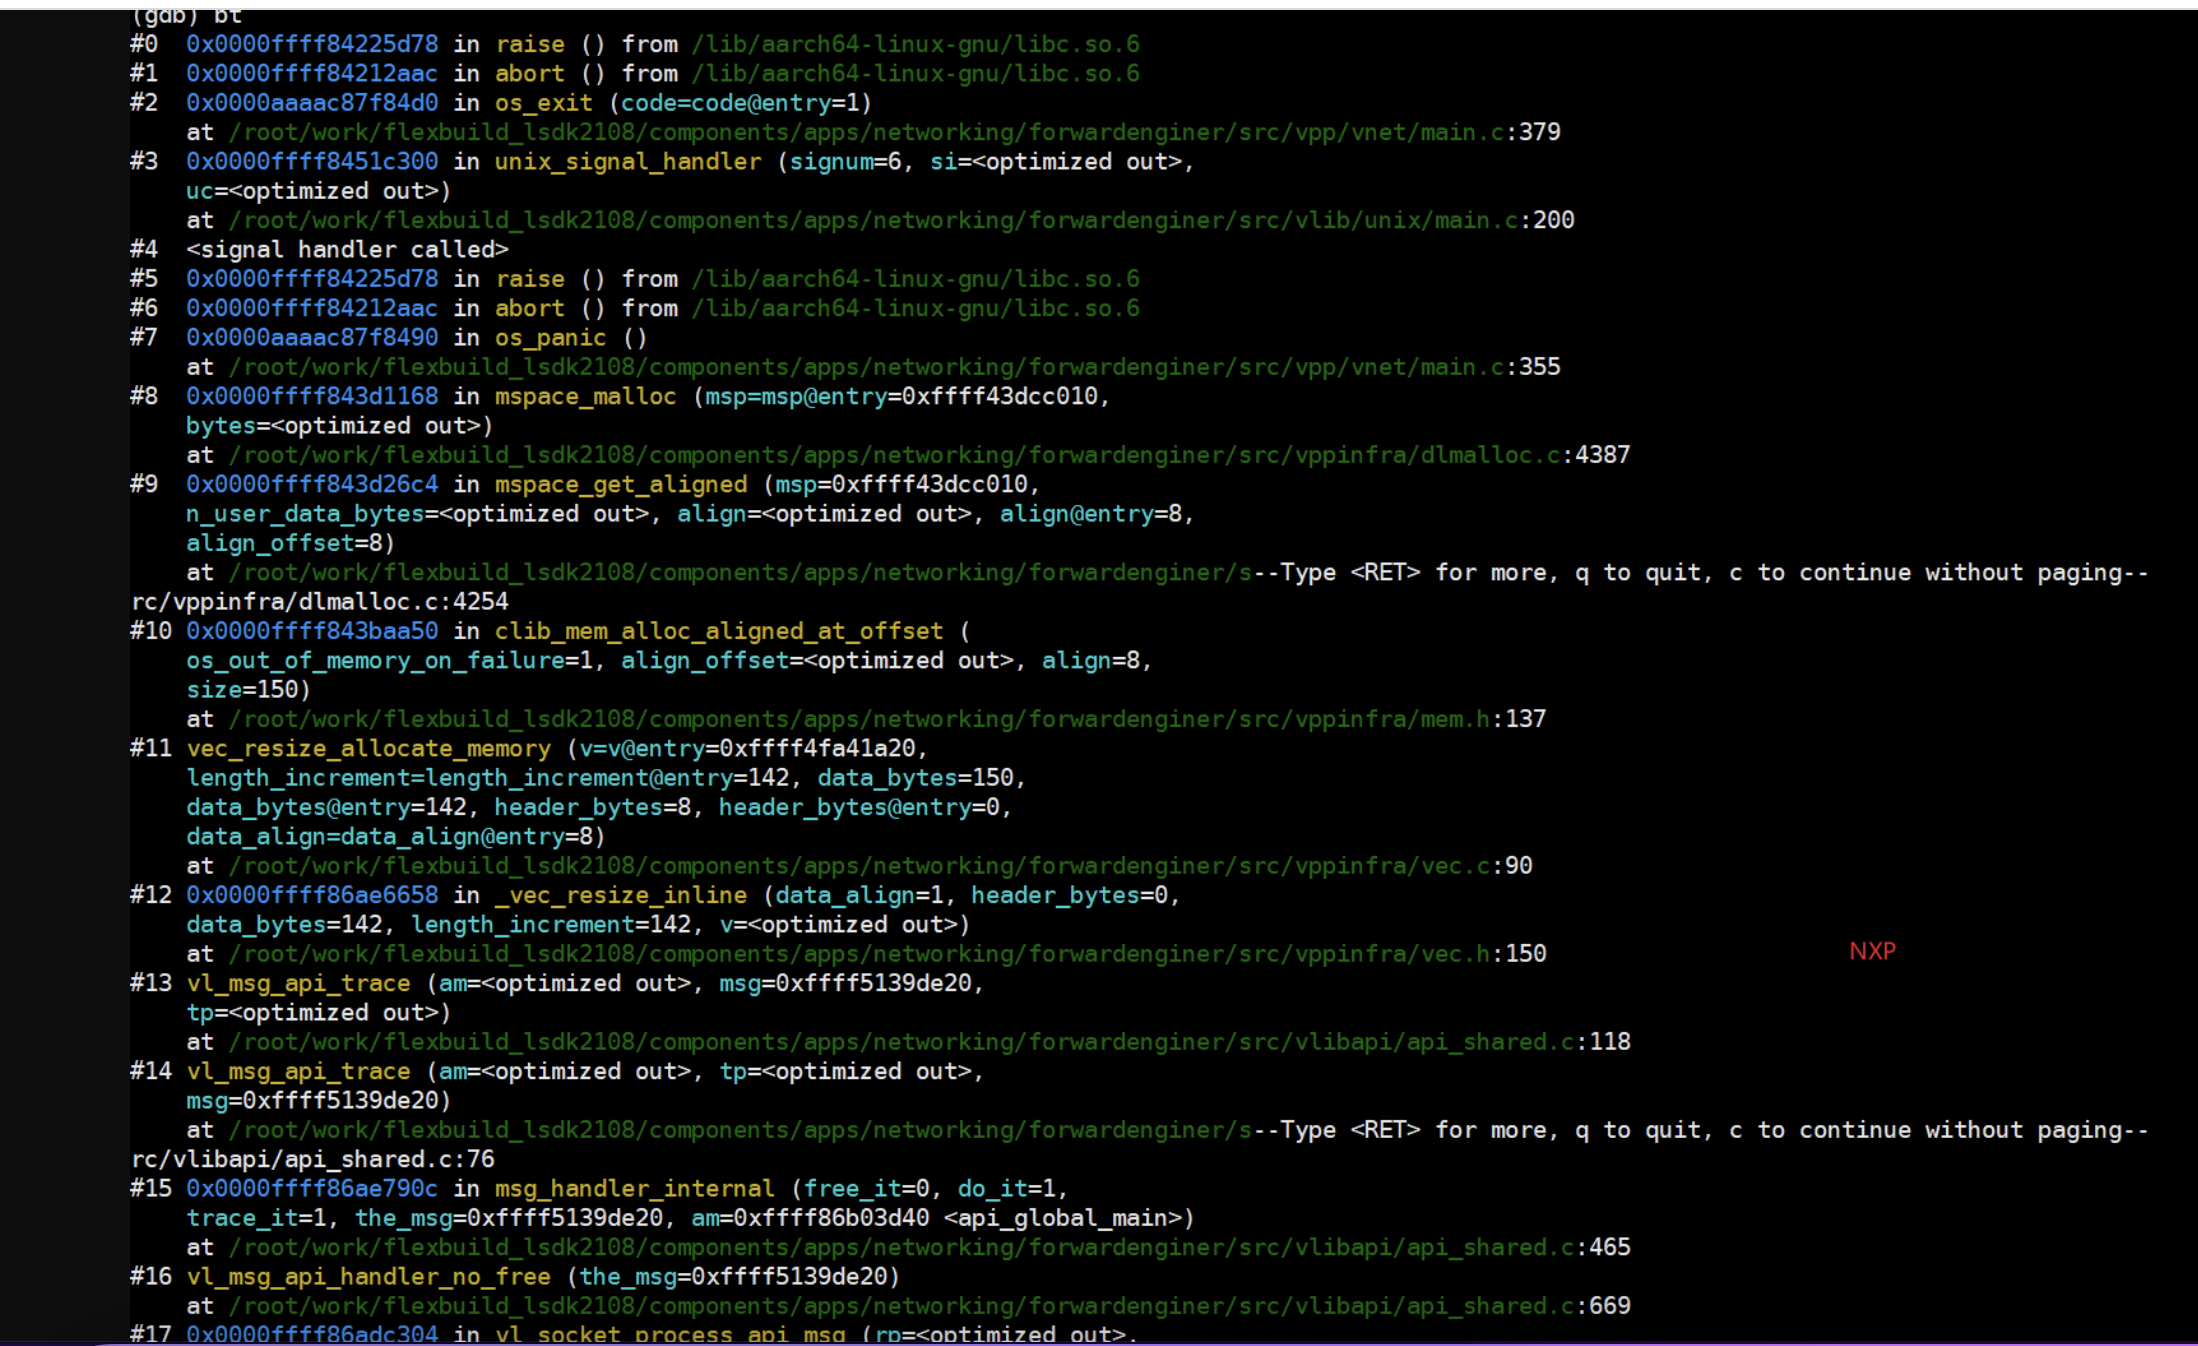 (gdb) bt
#0  0x0000ffff84225d78 in raise () from /lib/aarch64-linux-gnu/libc.so.6
#1  0x0000ffff84212aac in abort () from /lib/aarch64-linux-gnu/libc.so.6
#2  0x0000aaaac87f84d0 in os_exit (code=code@entry=1)
    at /root/work/flexbuild_lsdk2108/components/apps/networking/forwardenginer/src/vpp/vnet/main.c:379
#3  0x0000ffff8451c300 in unix_signal_handler (signum=6, si=<optimized out>,
    uc=<optimized out>)
    at /root/work/flexbuild_lsdk2108/components/apps/networking/forwardenginer/src/vlib/unix/main.c:200
#4  <signal handler called>
#5  0x0000ffff84225d78 in raise () from /lib/aarch64-linux-gnu/libc.so.6
#6  0x0000ffff84212aac in abort () from /lib/aarch64-linux-gnu/libc.so.6
#7  0x0000aaaac87f8490 in os_panic ()
    at /root/work/flexbuild_lsdk2108/components/apps/networking/forwardenginer/src/vpp/vnet/main.c:355
#8  0x0000ffff843d1168 in mspace_malloc (msp=msp@entry=0xffff43dcc010,
    bytes=<optimized out>)
    at /root/work/flexbuild_lsdk2108/components/apps/networking/forwardenginer/src/vppinfra/dlmalloc.c:4387
#9  0x0000ffff843d26c4 in mspace_get_aligned (msp=0xffff43dcc010,
    n_user_data_bytes=<optimized out>, align=<optimized out>, align@entry=8,
    align_offset=8)
    at /root/work/flexbuild_lsdk2108/components/apps/networking/forwardenginer/s--Type <RET> for more, q to quit, c to continue without paging--
rc/vppinfra/dlmalloc.c:4254
#10 0x0000ffff843baa50 in clib_mem_alloc_aligned_at_offset (
    os_out_of_memory_on_failure=1, align_offset=<optimized out>, align=8,
    size=150)
    at /root/work/flexbuild_lsdk2108/components/apps/networking/forwardenginer/src/vppinfra/mem.h:137
#11 vec_resize_allocate_memory (v=v@entry=0xffff4fa41a20,
    length_increment=length_increment@entry=142, data_bytes=150,
    data_bytes@entry=142, header_bytes=8, header_bytes@entry=0,
    data_align=data_align@entry=8)
    at /root/work/flexbuild_lsdk2108/components/apps/networking/forwardenginer/src/vppinfra/vec.c:90
#12 0x0000ffff86ae6658 in _vec_resize_inline (data_align=1, header_bytes=0,
    data_bytes=142, length_increment=142, v=<optimized out>)
    at /root/work/flexbuild_lsdk2108/components/apps/networking/forwardenginer/src/vppinfra/vec.h:150
NXP
#13 vl_msg_api_trace (am=<optimized out>, msg=0xffff5139de20,
    tp=<optimized out>)
    at /root/work/flexbuild_lsdk2108/components/apps/networking/forwardenginer/src/vlibapi/api_shared.c:118
#14 vl_msg_api_trace (am=<optimized out>, tp=<optimized out>,
    msg=0xffff5139de20)
    at /root/work/flexbuild_lsdk2108/components/apps/networking/forwardenginer/s--Type <RET> for more, q to quit, c to continue without paging--
rc/vlibapi/api_shared.c:76
#15 0x0000ffff86ae790c in msg_handler_internal (free_it=0, do_it=1,
    trace_it=1, the_msg=0xffff5139de20, am=0xffff86b03d40 <api_global_main>)
    at /root/work/flexbuild_lsdk2108/components/apps/networking/forwardenginer/src/vlibapi/api_shared.c:465
#16 vl_msg_api_handler_no_free (the_msg=0xffff5139de20)
    at /root/work/flexbuild_lsdk2108/components/apps/networking/forwardenginer/src/vlibapi/api_shared.c:669
#17 0x0000ffff86adc304 in vl_socket_process_api_msg (rp=<optimized out>,